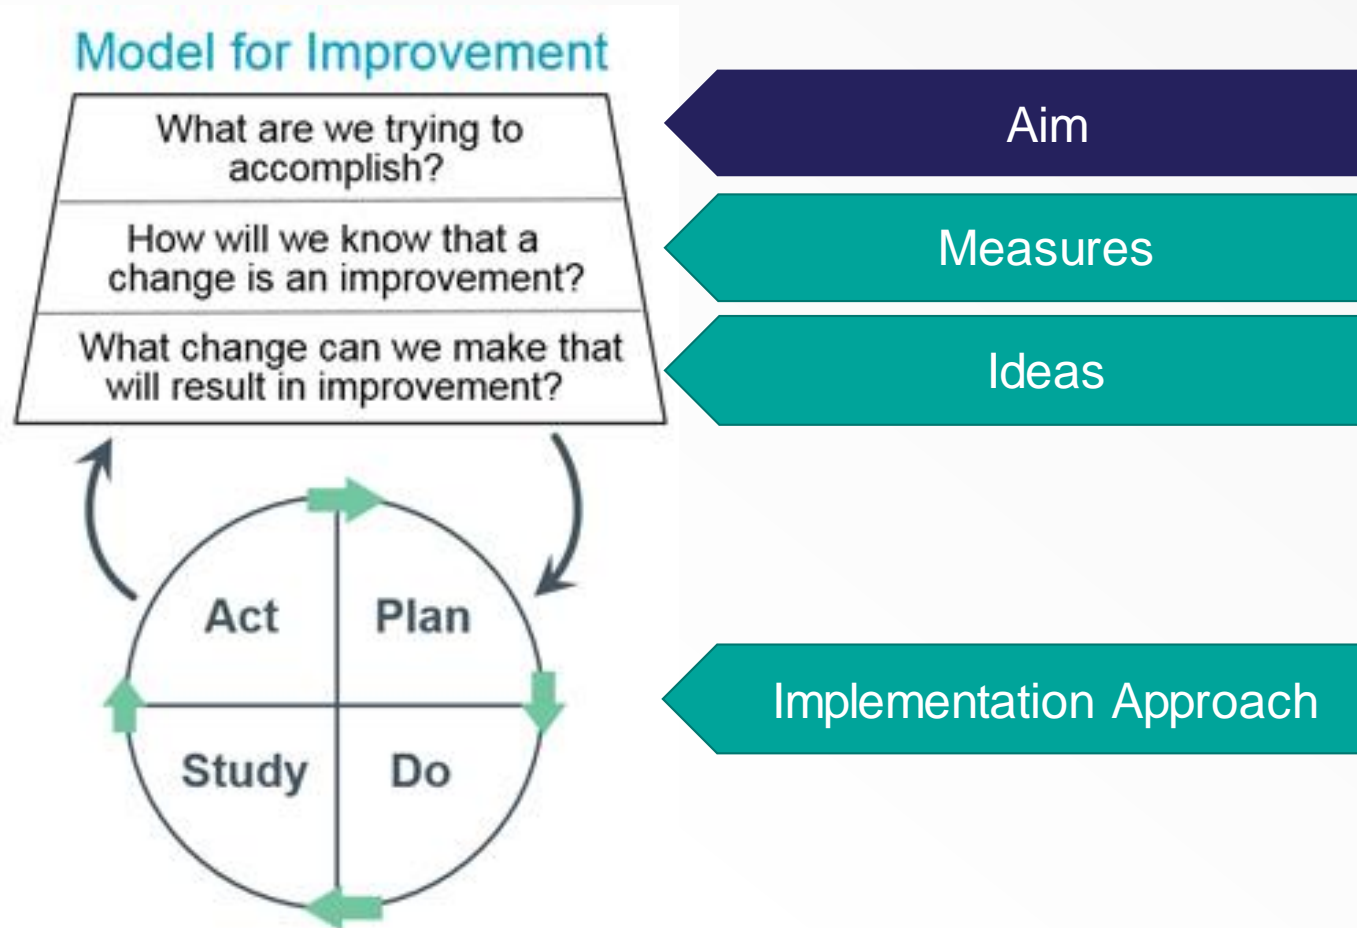 Model for Improvement
What are we trying to
accomplish?
How will we know that a
change is an improvement?
What change can we make that
will result in improvement?
Aim
Measures
Ideas
Act
Plan
Study
Do
Implementation Approach